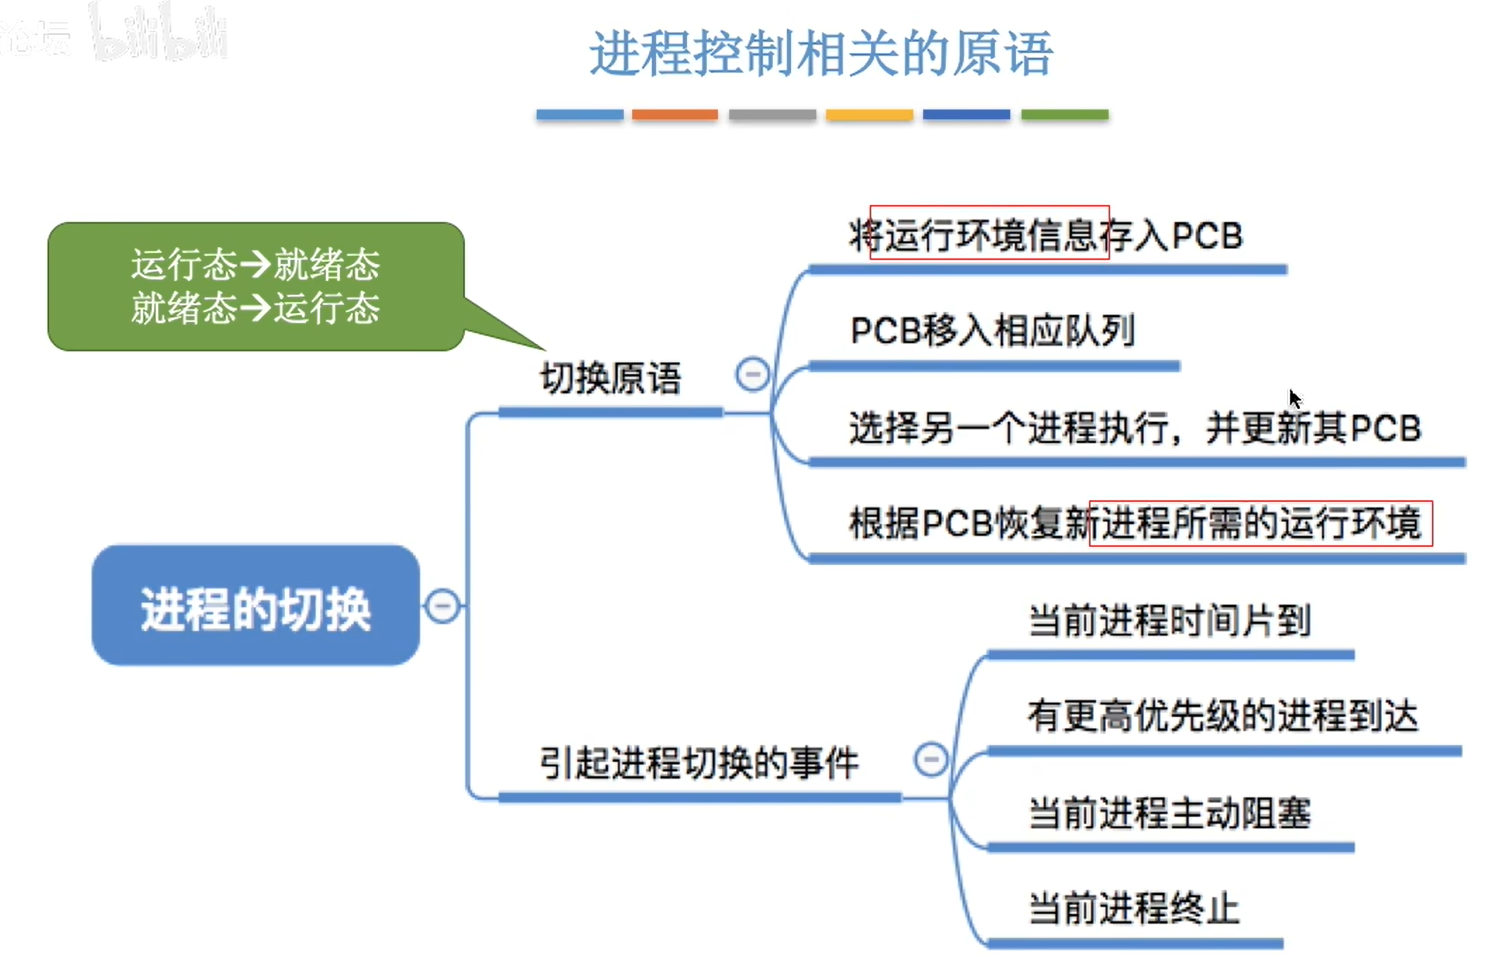 论坛 bilibili
进程控制相关的原语
运行态→就绪态
就绪态→运行态
将运行环境信息存入PCB
PCB移入相应队列
切换原语
选择另一个进程执行，并更新其PCB
根据PCB恢复新进程所需的运行环境
进程的切换
当前进程时间片到
有更高优先级的进程到达
引起进程切换的事件
当前进程主动阻塞
当前进程终止